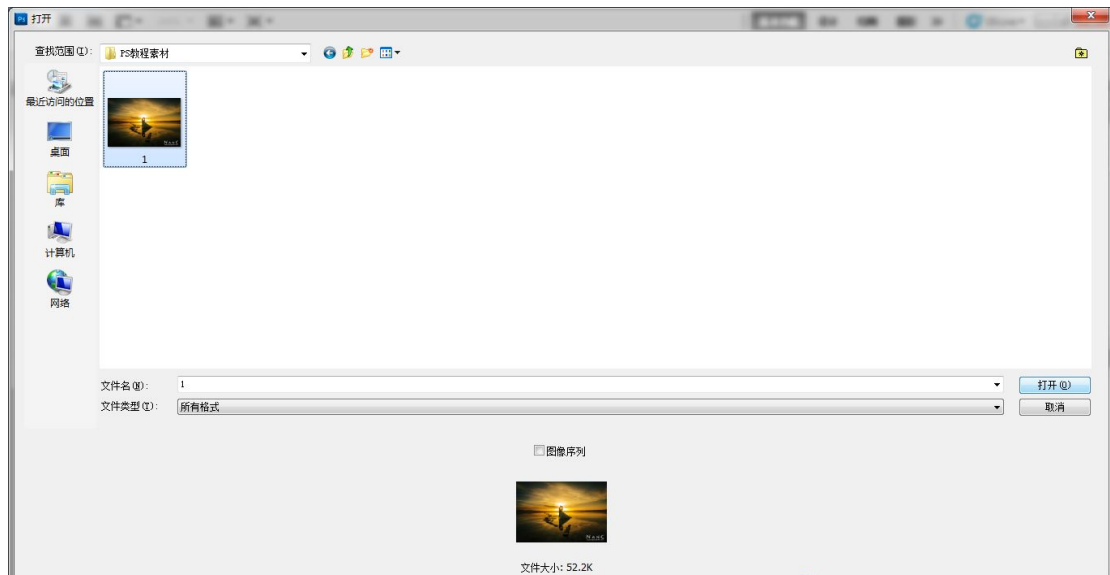 Ps 打开
查找范围(I): PS教程素材
最近访问的位置
桌面
库
计算机
网络
1
文件名(N): 1 打开(O)
文件类型(T): 所有格式 取消
图像序列
文件大小: 52.2K